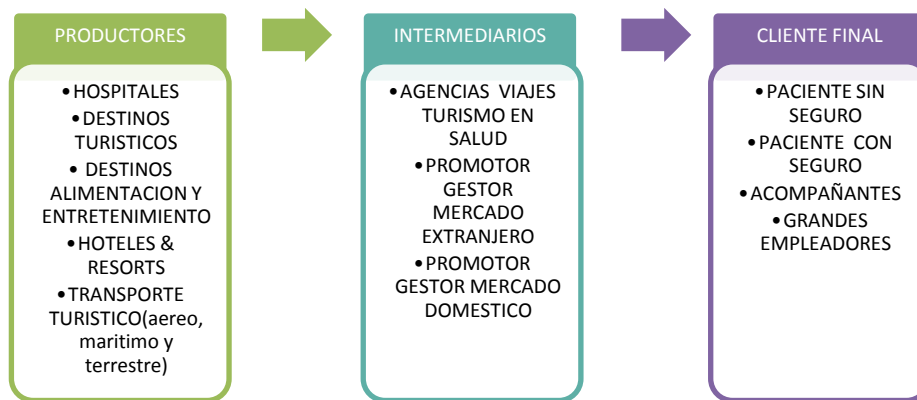 PRODUCTORES
•HOSPITALES
•DESTINOS
TURISTICOS
• DESTINOS
ALIMENTACION Y
ENTRETENIMIENTO
•HOTELES &
RESORTS
•TRANSPORTE
TURISTICO(aereo,
maritimo y
terrestre)
INTERMEDIARIOS
•AGENCIAS VIAJES
TURISMO EN
SALUD
•PROMOTOR
GESTOR
MERCADO
EXTRANJERO
•PROMOTOR
GESTOR MERCADO
DOMESTICO
CLIENTE FINAL
•PACIENTE SIN
SEGURO
•PACIENTE CON
SEGURO
•ACOMPAÑANTES
•GRANDES
EMPLEADORES